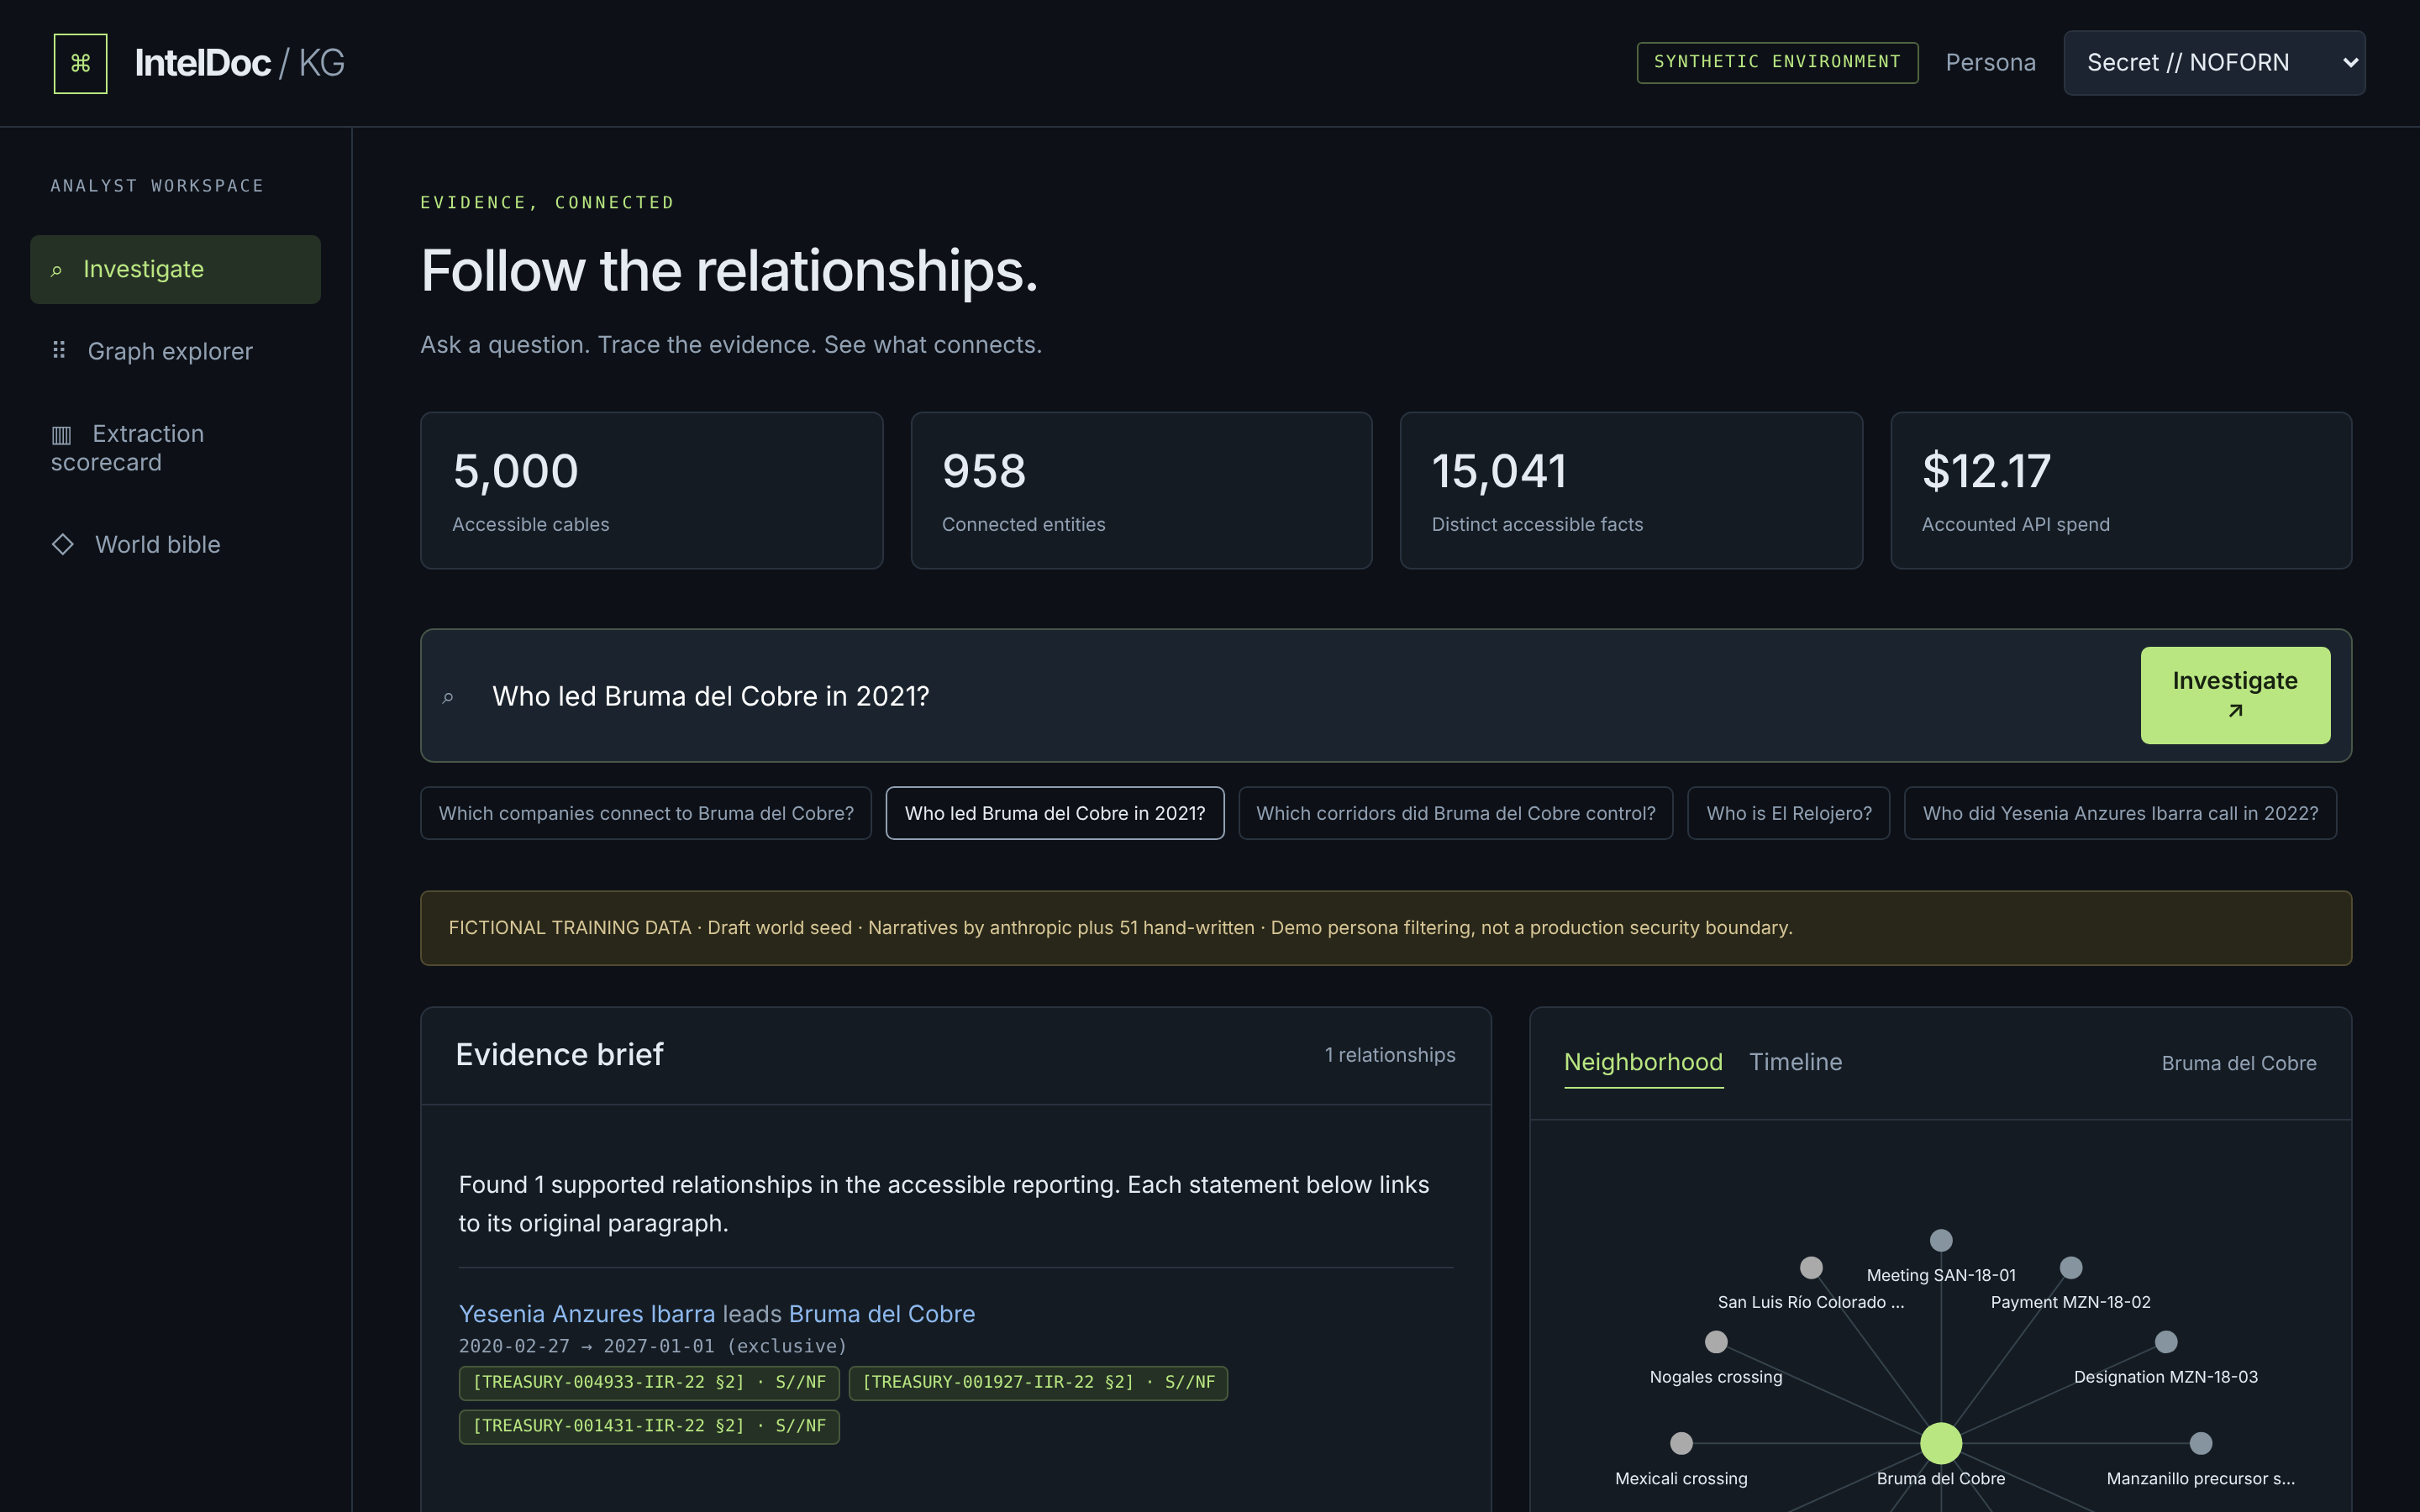 ⌘ IntelDoc / KG
SYNTHETIC ENVIRONMENT
Persona
Secret // NOFORN
ANALYST WORKSPACE
Investigate
Graph explorer
Extraction
scorecard
World bible
EVIDENCE, CONNECTED
Follow the relationships.
Ask a question. Trace the evidence. See what connects.
5,000
Accessible cables
958
Connected entities
15,041
Distinct accessible facts
$12.17
Accounted API spend
Who led Bruma del Cobre in 2021?
Investigate
↗
Which companies connect to Bruma del Cobre?
Who led Bruma del Cobre in 2021?
Which corridors did Bruma del Cobre control?
Who is El Relojero?
Who did Yesenia Anzures Ibarra call in 2022?
FICTIONAL TRAINING DATA · Draft world seed · Narratives by anthropic plus 51 hand-written · Demo persona filtering, not a production security boundary.
Evidence brief
1 relationships
Found 1 supported relationships in the accessible reporting. Each statement below links
to its original paragraph.
Yesenia Anzures Ibarra leads Bruma del Cobre
2020-02-27 → 2027-01-01 (exclusive)
[TREASURY-004933-IIR-22 §2] · S//NF
[TREASURY-001927-IIR-22 §2] · S//NF
[TREASURY-001431-IIR-22 §2] · S//NF
Neighborhood
Timeline
Bruma del Cobre
Meeting SAN-18-01
San Luis Río Colorado ...
Payment MZN-18-02
Nogales crossing
Designation MZN-18-03
Mexicali crossing
Bruma del Cobre
Manzanillo precursor s...